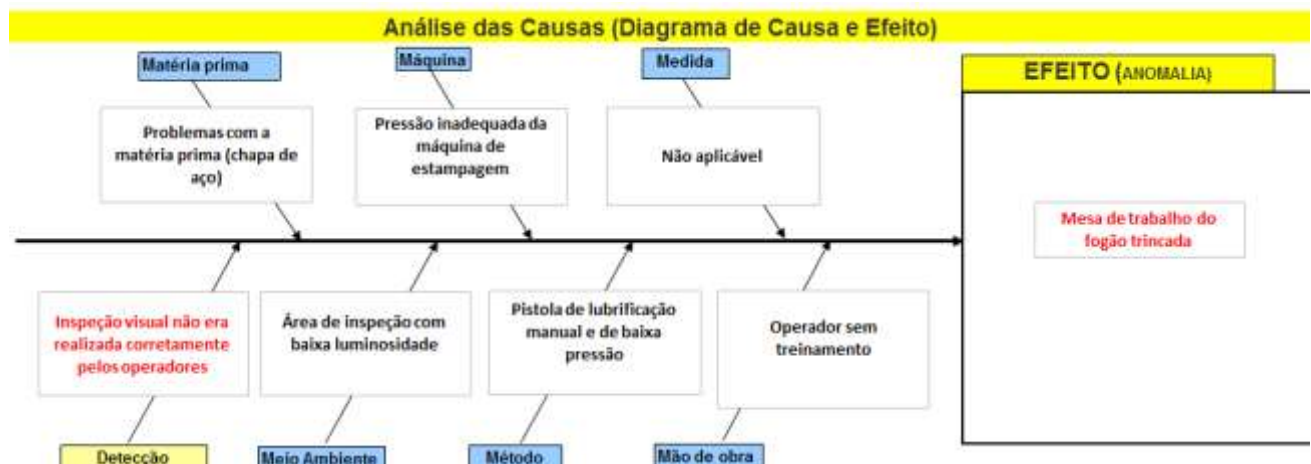 Análise das Causas (Diagrama de Causa e Efeito)
Matéria prima
Máquina
Medida
EFEITO (ANOMALIA)
Problemas com a
matéria prima (chapa de
aço)
Pressão inadequada da
máquina de
estampagem
Não aplicável
Mesa de trabalho do
fogão trincada
Inspeção visual não era
realizada corretamente
pelos operadores
Área de inspeção com
baixa luminosidade
Pistola de lubrificação
manual e de baixa
pressão
Operador sem
treinamento
Detecção
Meio Ambiente
Método
Mão de obra